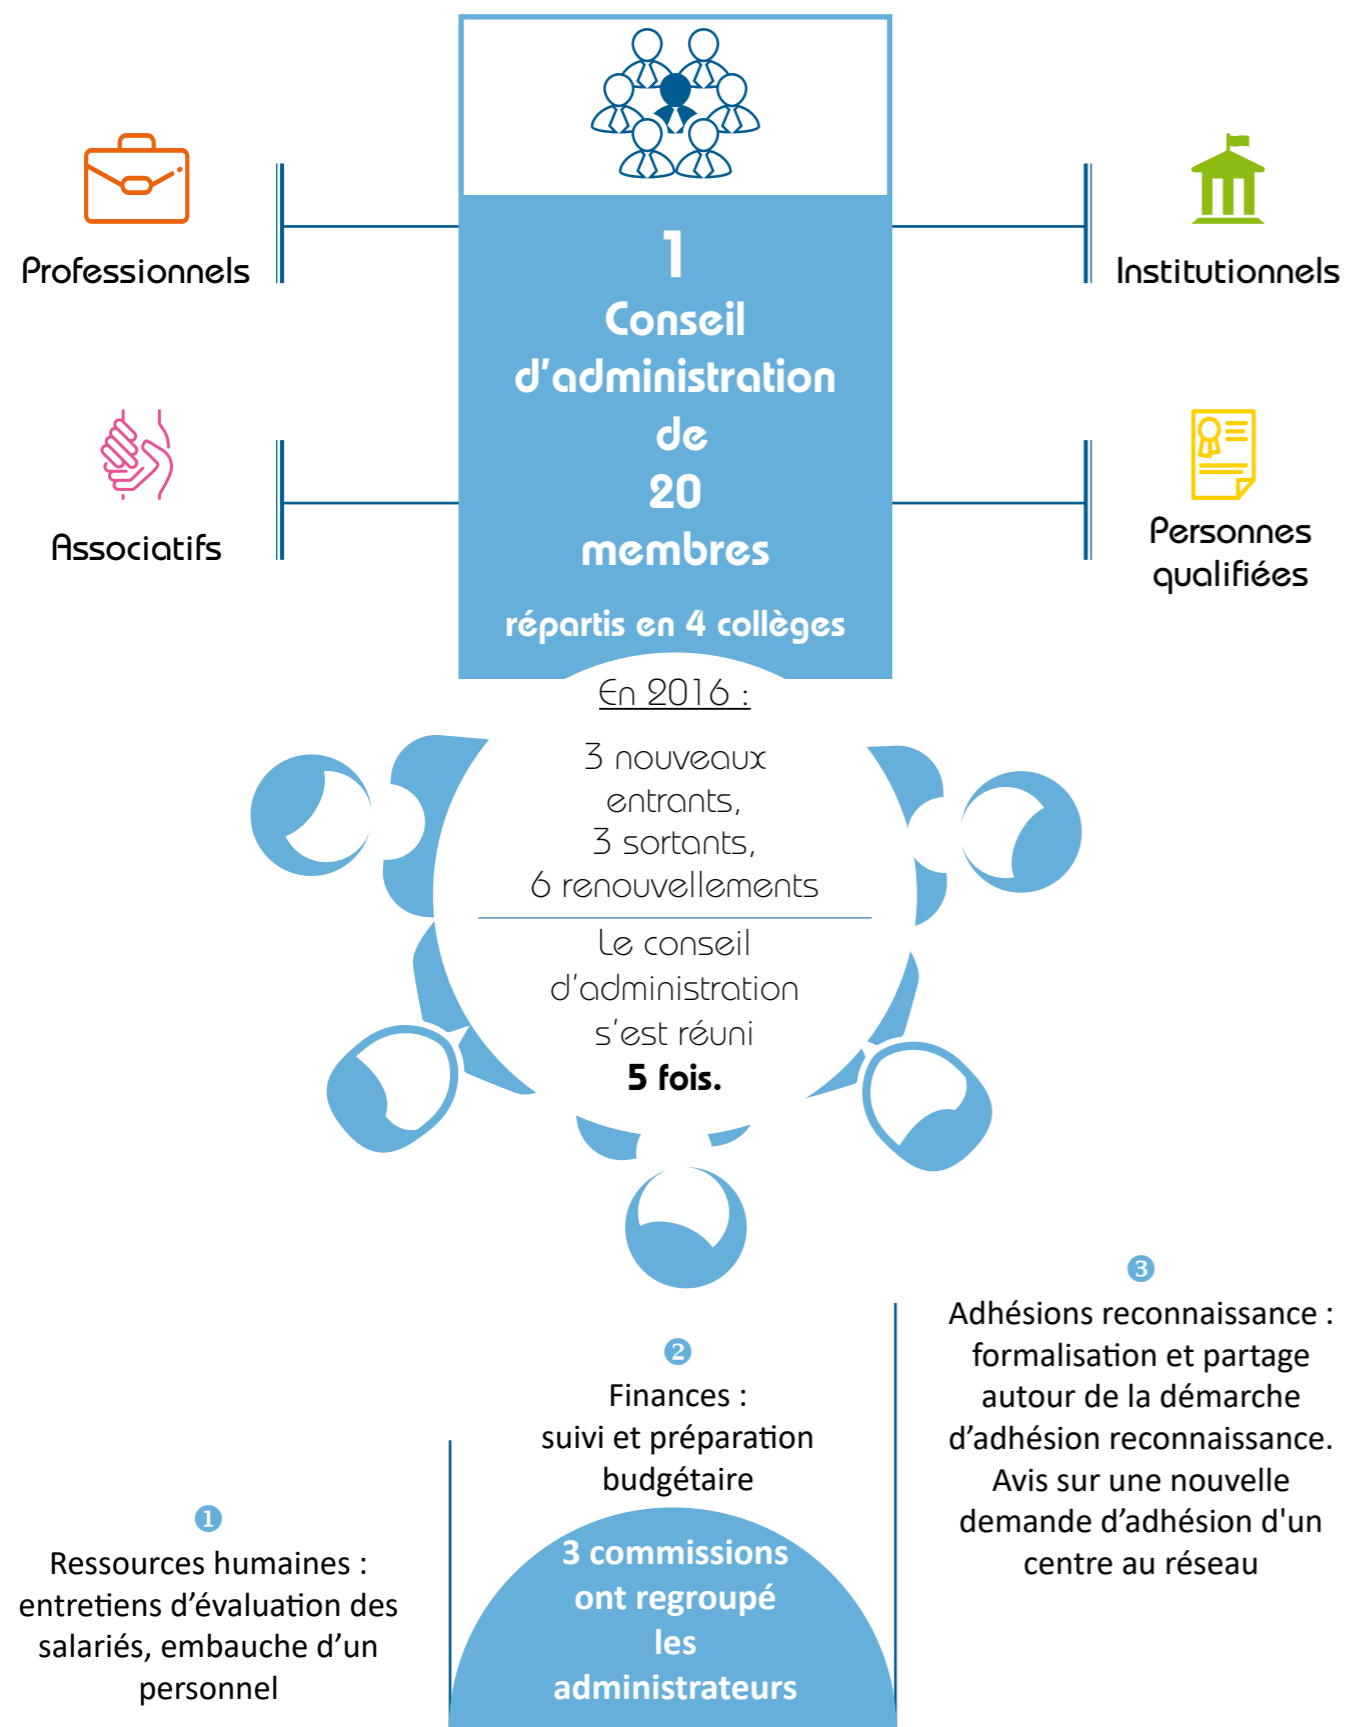 Professionnels
Institutionnels
Associatifs
Personnes
qualifiées
1
Conseil
d'administration
de
20
membres
répartis en 4 collèges
En 2016 :
3 nouveaux
entrants,
3 sortants,
6 renouvellements
Le conseil
d'administration
s'est réuni
5 fois.
❶
Ressources humaines :
entretiens d’évaluation des
salariés, embauche d’un
personnel
❷
Finances :
suivi et préparation
budgétaire
❸
Adhésions reconnaissance :
formalisation et partage
autour de la démarche
d’adhésion reconnaissance.
Avis sur une nouvelle
demande d’adhésion d'un
centre au réseau
3 commissions
ont regroupé
les
administrateurs